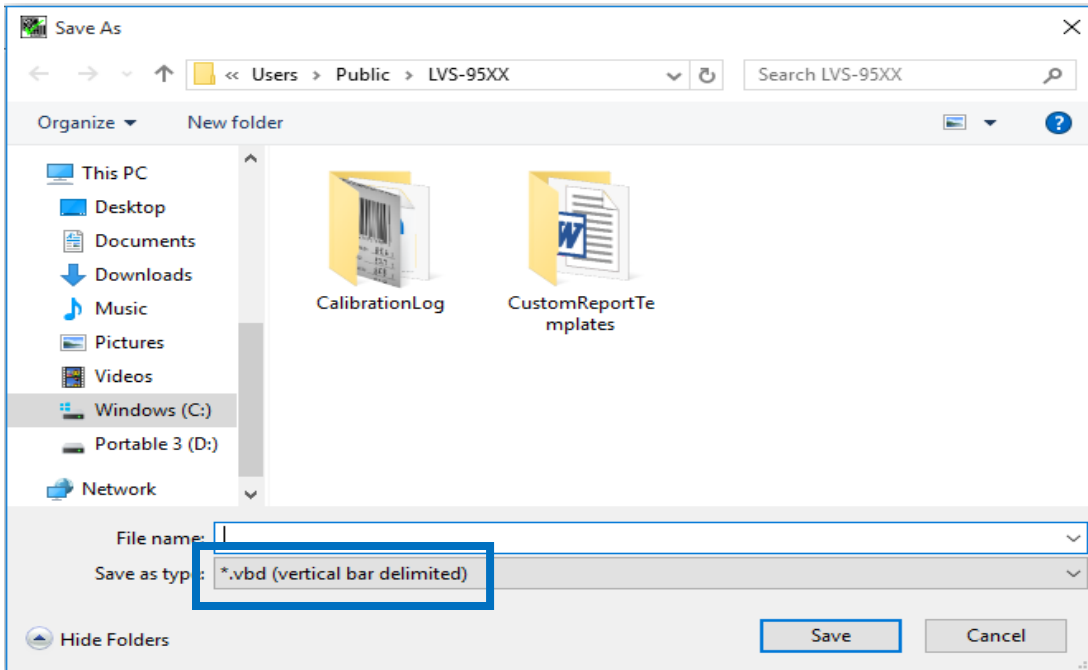 Save As
« Users > Public > LVS-95XX
Search LVS-95XX
Organize
New folder
This PC
Desktop
Documents
Downloads
Music
Pictures
Videos
Windows (C:)
Portable 3 (D:)
Network
CalibrationLog
CustomReportTe
mplates
W
File name:
Save as type:
*.vbd (vertical bar delimited)
Hide Folders
Save
Cancel